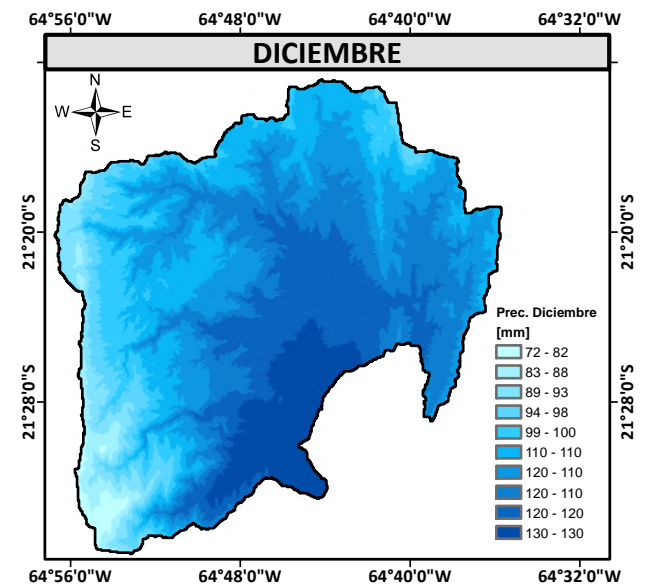 64°56'0"W 64°48'0"W 64°40'0"W 64°32'0"W
DICIEMBRE
N
W E
S
21°20'0"S 21°20'0"S
Prec. Diciembre
[mm]
72 - 82
83 - 88
89 - 93
94 - 98
99 - 100
110 - 110
120 - 110
120 - 110
120 - 120
130 - 130
21°28'0"S 21°28'0"S
64°56'0"W 64°48'0"W 64°40'0"W 64°32'0"W